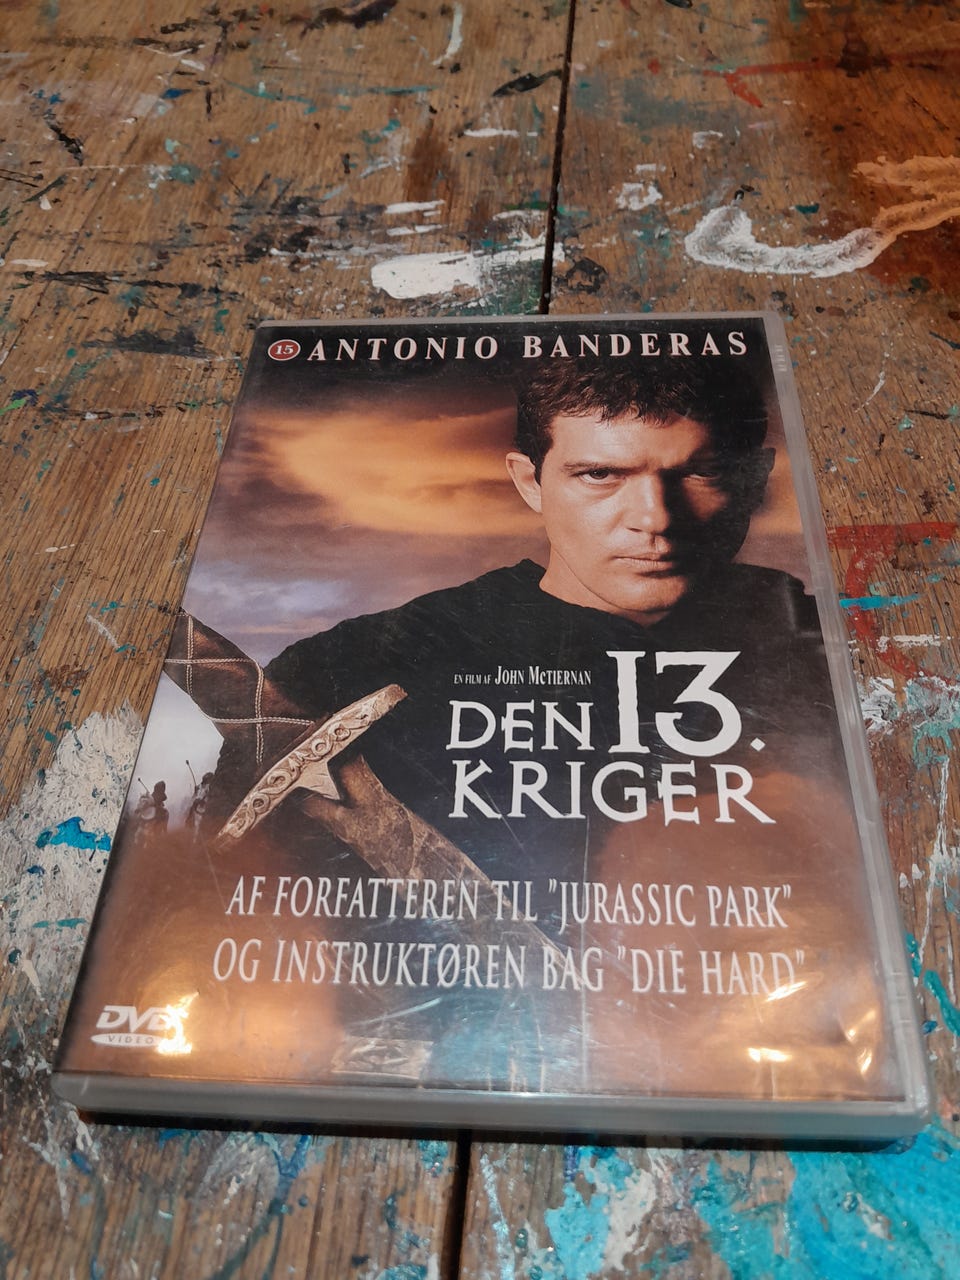 15 ANTONIO BANDERAS
EN FILM AF JOHN McTIERNAN
DEN 13.
KRIGER
AF FORFATTEREN TIL "JURASSIC PARK"
OG INSTRUKTØREN BAG "DIE HARD"
DVD
VIDEO